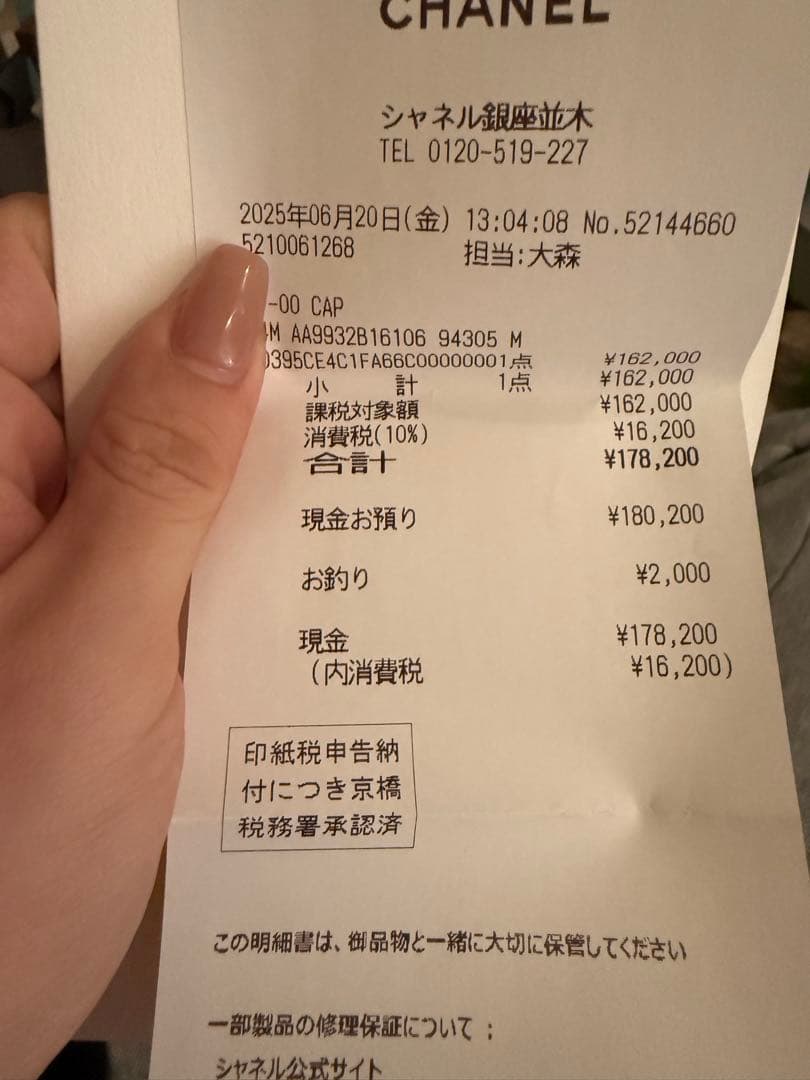 CHANEL
シャネル銀座並木
TEL 0120-519-227
2025年06月20日(金) 13:04:08 No.52144660
5210061268 担当:大森
-00 CAP
M AA9932B16106 94305 M
0395CE4C1FA66C00000001点 ¥162,000
小計 1点 ¥162,000
課税対象額 ¥162,000
消費税(10%) ¥16,200
合計 ¥178,200
現金お預り ¥180,200
お釣り ¥2,000
現金 ¥178,200
(内消費税 ¥16,200)
印紙税申告納
付につき京橋
税務署承認済
この明細書は、御品物と一緒に大切に保管してください
一部製品の修理保証について;
シャネル公式サイト